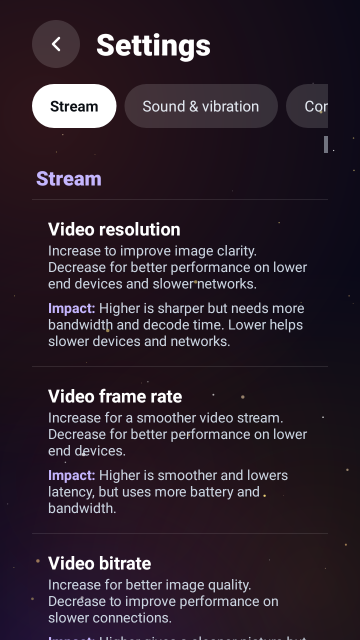 Settings
Stream
Sound & vibration
Stream
Video resolution
Increase to improve image clarity.
Decrease for better performance on lower
end devices and slower networks.
Impact: Higher is sharper but needs more
bandwidth and decode time. Lower helps
slower devices and networks.
Video frame rate
Increase for a smoother video stream.
Decrease for better performance on lower
end devices.
Impact: Higher is smoother and lowers
latency, but uses more battery and
bandwidth.
Video bitrate
Increase for better image quality.
Decrease to improve performance on
slower connections.